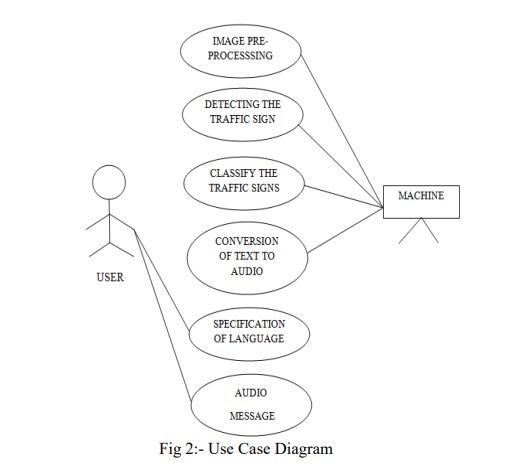 IMAGE PRE-
PROCESSSING
DETECTING THE
TRAFFIC SIGN
CLASSIFY THE
TRAFFIC SIGNS
MACHINE
CONVERSION
OF TEXT TO
AUDIO
USER
SPECIFICATION
OF LANGUAGE
AUDIO
MESSAGE
Fig 2:- Use Case Diagram